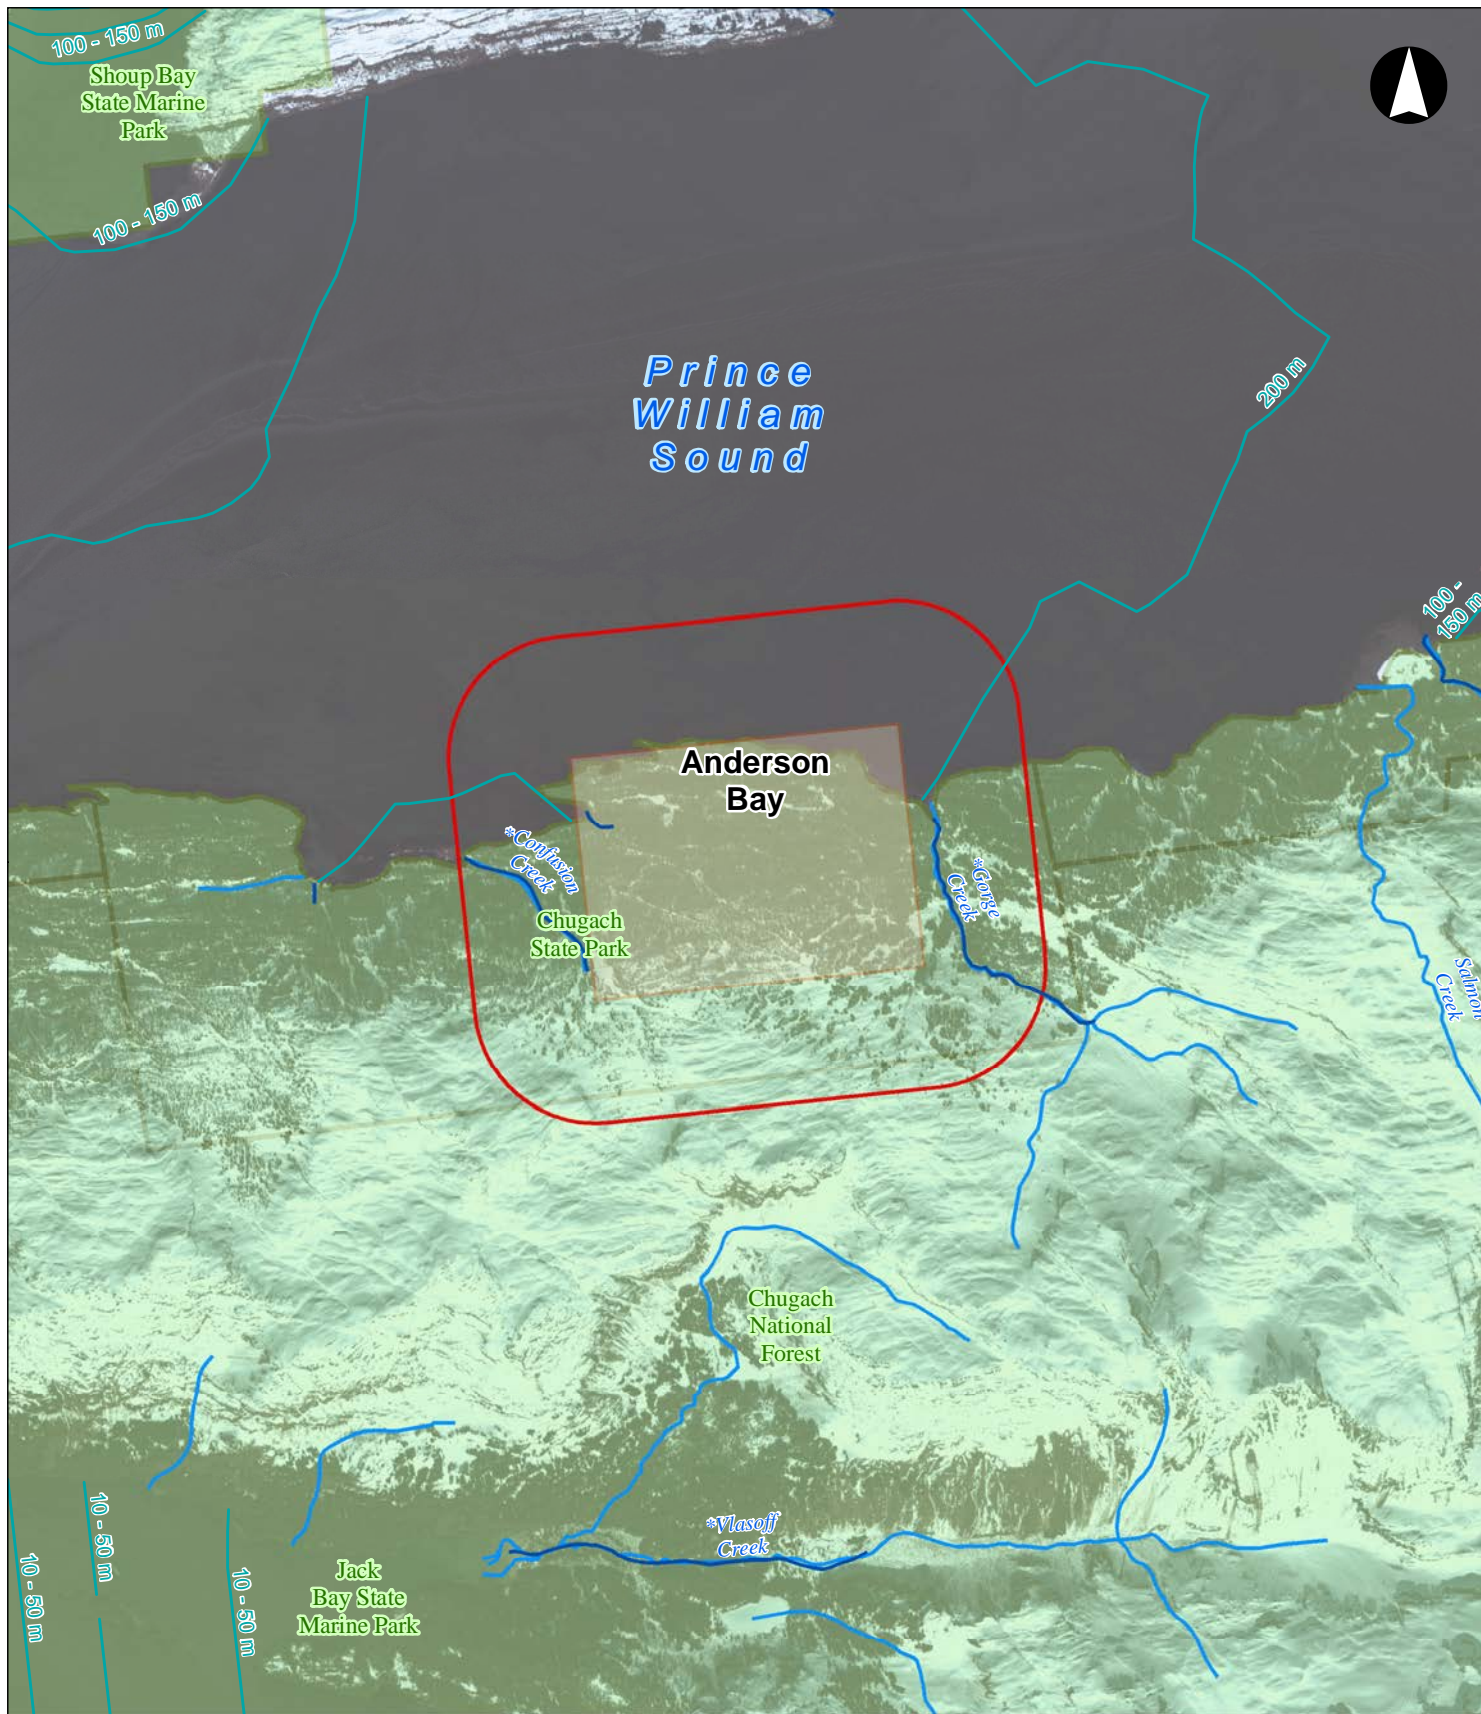 100 - 150 m
Shoup Bay
State Marine
Park
100 - 150 m
Prince
William
Sound
200 m
100 -
150 m
Anderson
Bay
*Confusion
Creek
*Gorge
Creek
Chugach
State Park
Salmon
Creek
Chugach
National
Forest
10 - 50 m
10 - 50 m
10 - 50 m
*Vlasoff
Creek
Jack
Bay State
Marine Park